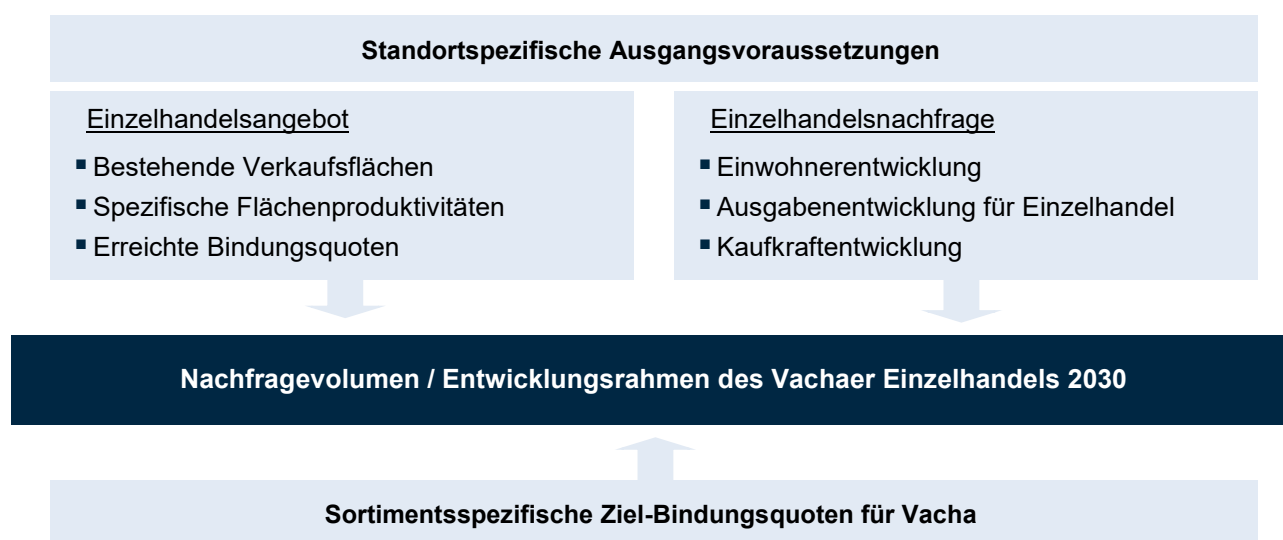 Standortspezifische Ausgangsvoraussetzungen
Einzelhandelsangebot
▪ Bestehende Verkaufsflächen
▪ Spezifische Flächenproduktivitäten
▪ Erreichte Bindungsquoten
Einzelhandelsnachfrage
▪ Einwohnerentwicklung
▪ Ausgabenentwicklung für Einzelhandel
▪ Kaufkraftentwicklung
Nachfragevolumen / Entwicklungsrahmen des Vachaer Einzelhandels 2030
Sortimentsspezifische Ziel-Bindungsquoten für Vacha